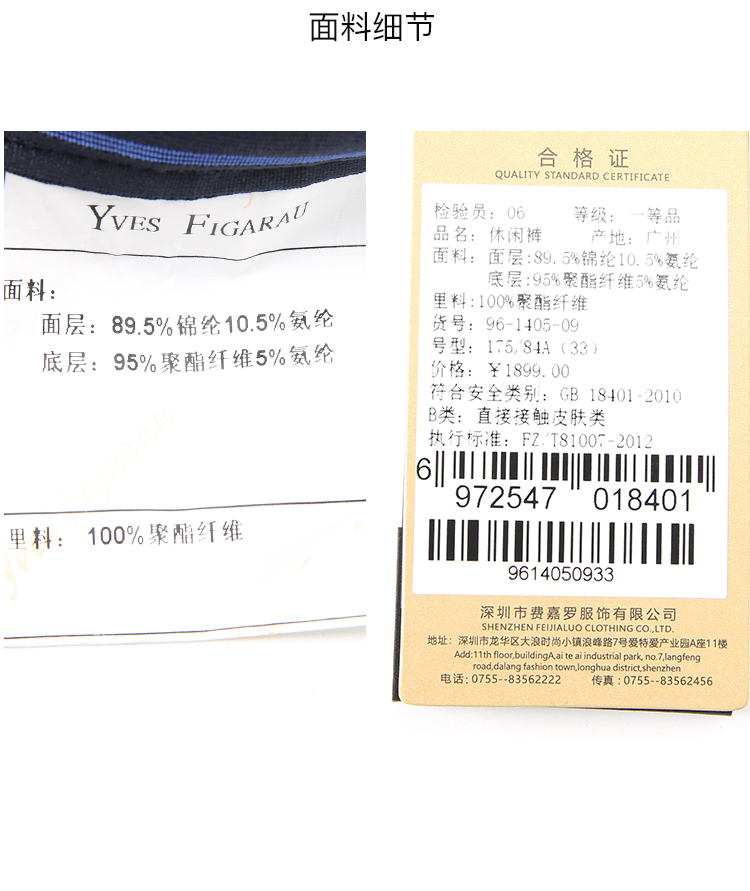 面料细节
YVES FIGARAU
面料：
面层：89.5%锦纶10.5%氨纶
底层：95%聚酯纤维5%氨纶
里料：100%聚酯纤维
合格证
QUALITY STANDARD CERTIFICATE
检验员：06 等级：一等品
品名：休闲裤 产地：广州
面料：面层:89.5%锦纶10.5%氨纶
底层:95%聚酯纤维5%氨纶
里料:100%聚酯纤维
货号：96-1405-09
号型：175/84A（33）
价格：￥1899.00
符合安全类别：GB 18401-2010
B类：直接接触皮肤类
执行标准：FZ/T81007-2012
6 972547 018401
9614050933
深圳市费嘉罗服饰有限公司
SHENZHEN FEIJIALUO CLOTHING CO.,LTD.
地址：深圳市龙华区大浪时尚小镇浪峰路7号爱特爱产业园A座11楼
Add:11th floor,buildingA,ai te ai industrial park, no.7,langfeng
road,dalang fashion town,longhua district,shenzhen
电话：0755--83562222 传真：0755--83562456